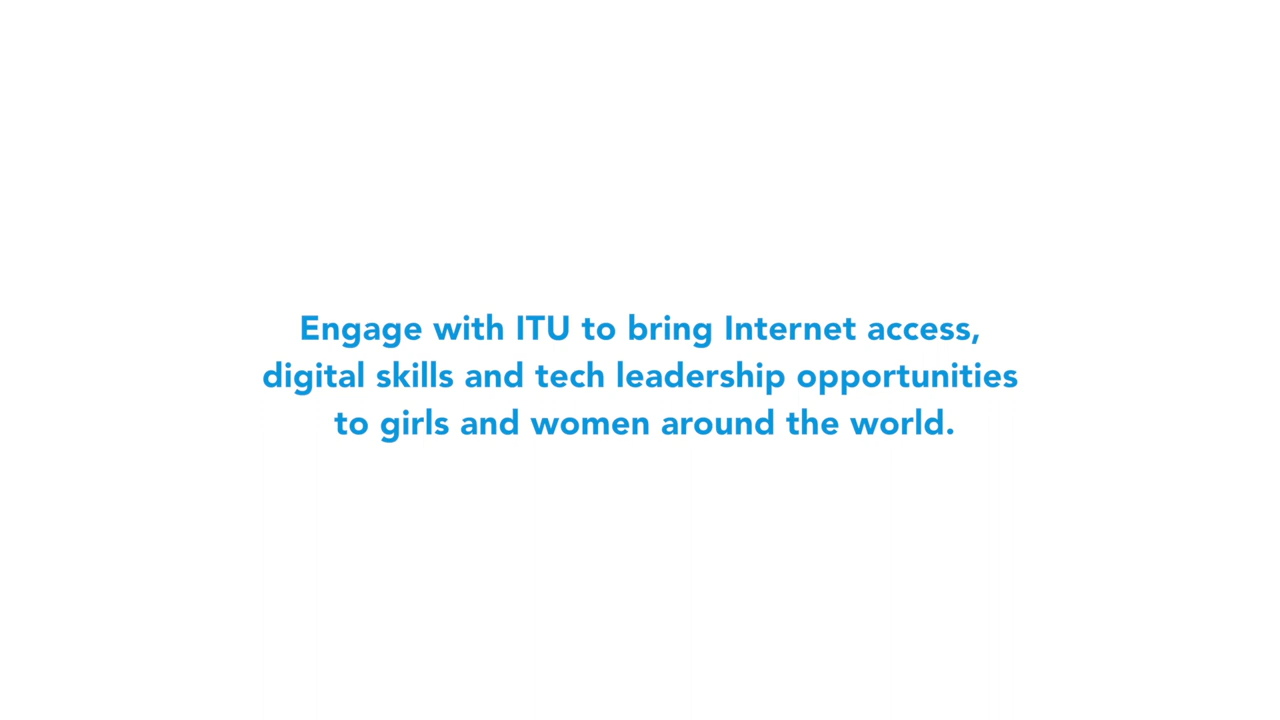 Engage with ITU to bring Internet access,
digital skills and tech leadership opportunities
to girls and women around the world.